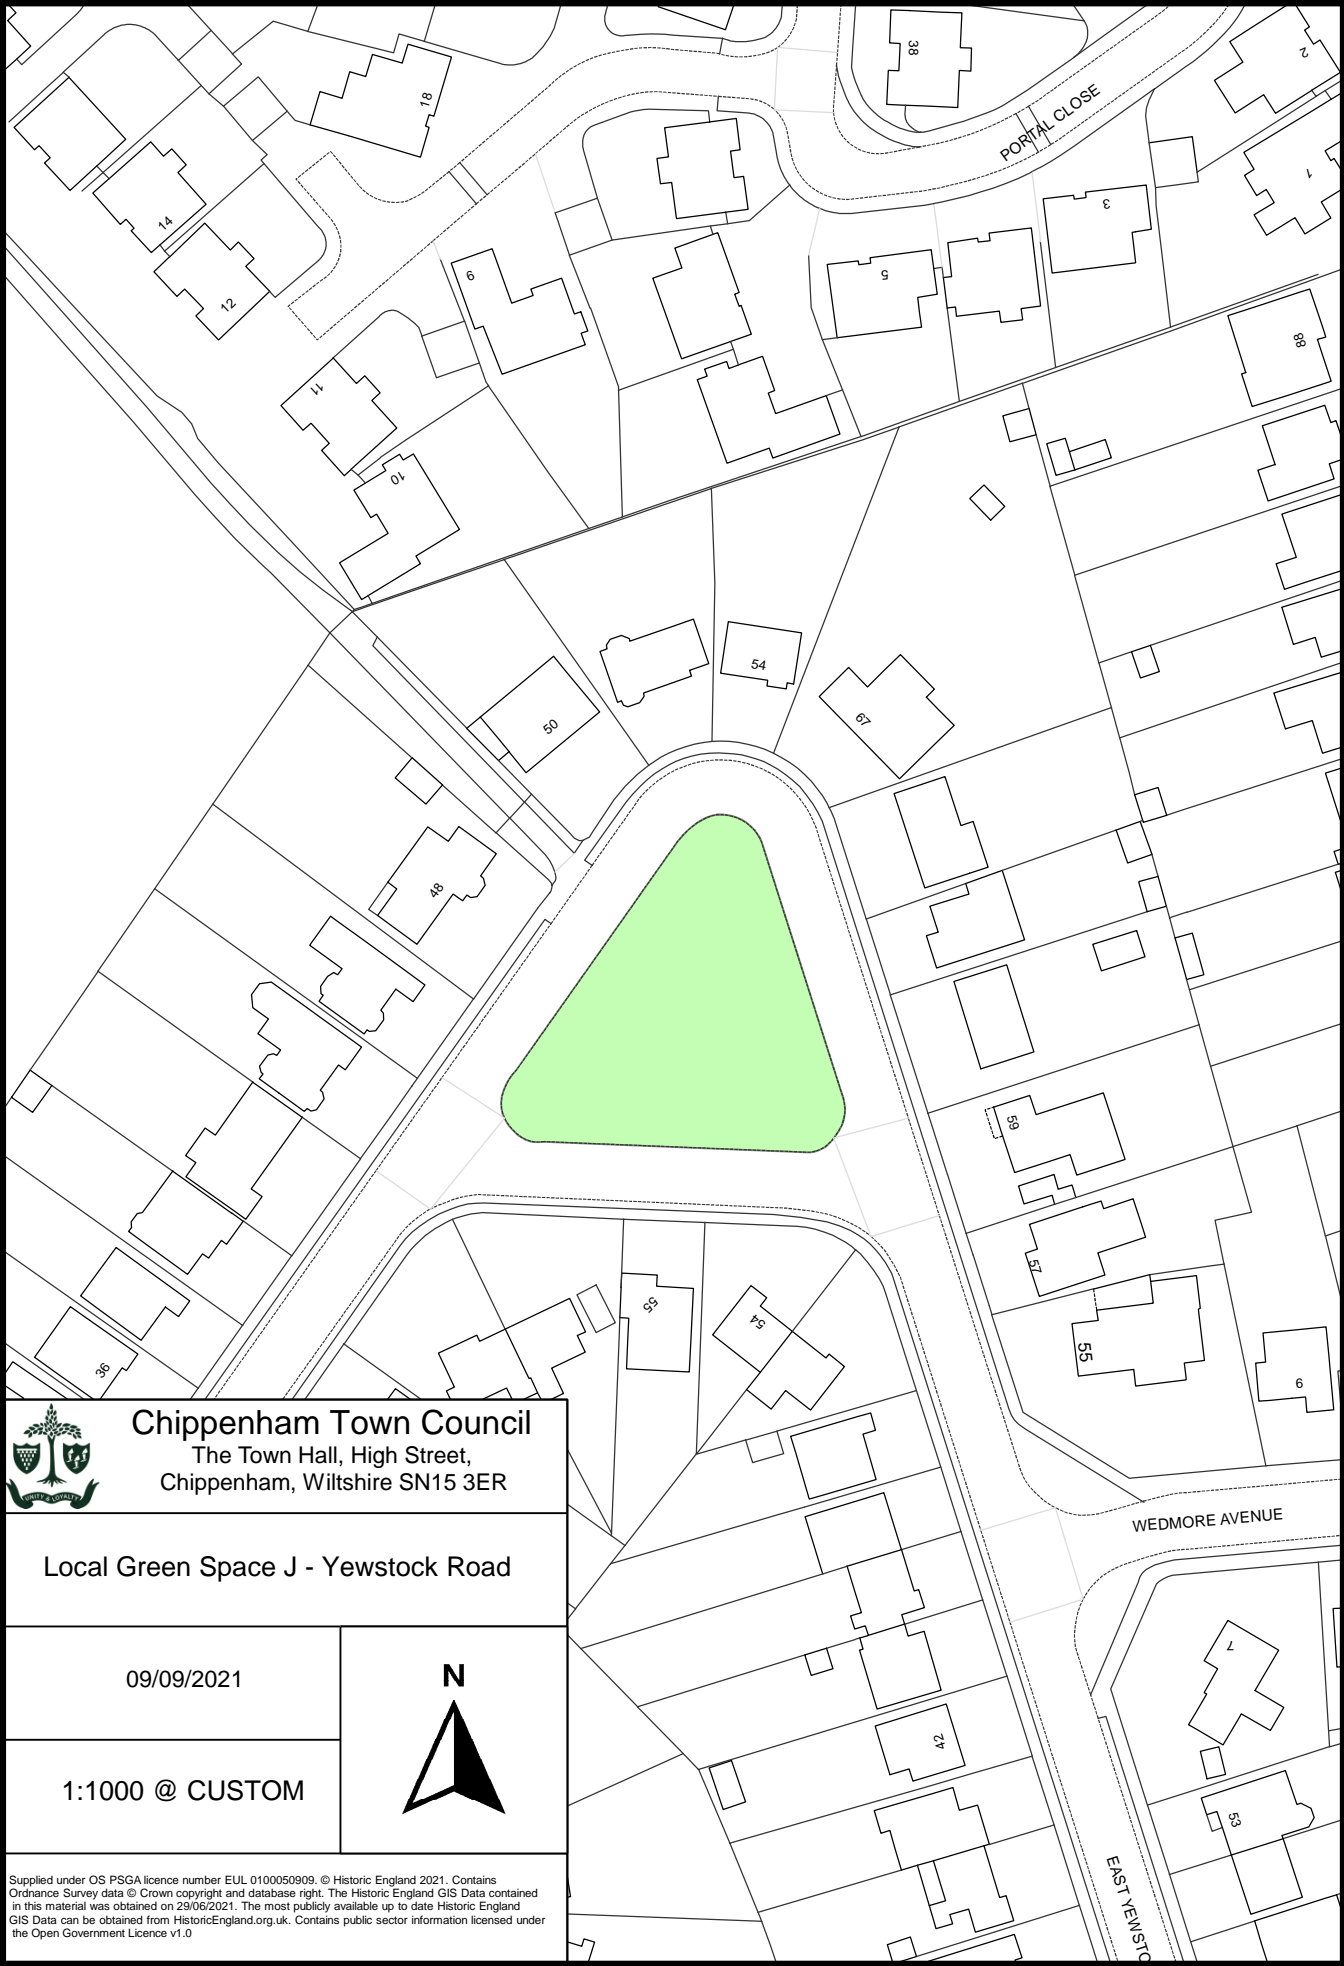 38
2
18
PORTAL CLOSE
1
14
3
9
5
12
88
11
10
54
50
67
48
59
57
55
54
55
36
6
Chippenham Town Council
The Town Hall, High Street,
Chippenham, Wiltshire SN15 3ER
UNITY & LOYALTY
WEDMORE AVENUE
Local Green Space J - Yewstock Road
7
N
09/09/2021
42
1:1000 @ CUSTOM
53
EAST YEWSTO
Supplied under OS PSGA licence number EUL 0100050909. © Historic England 2021. Contains
Ordnance Survey data © Crown copyright and database right. The Historic England GIS Data contained
in this material was obtained on 29/06/2021. The most publicly available up to date Historic England
GIS Data can be obtained from HistoricEngland.org.uk. Contains public sector information licensed under
the Open Government Licence v1.0